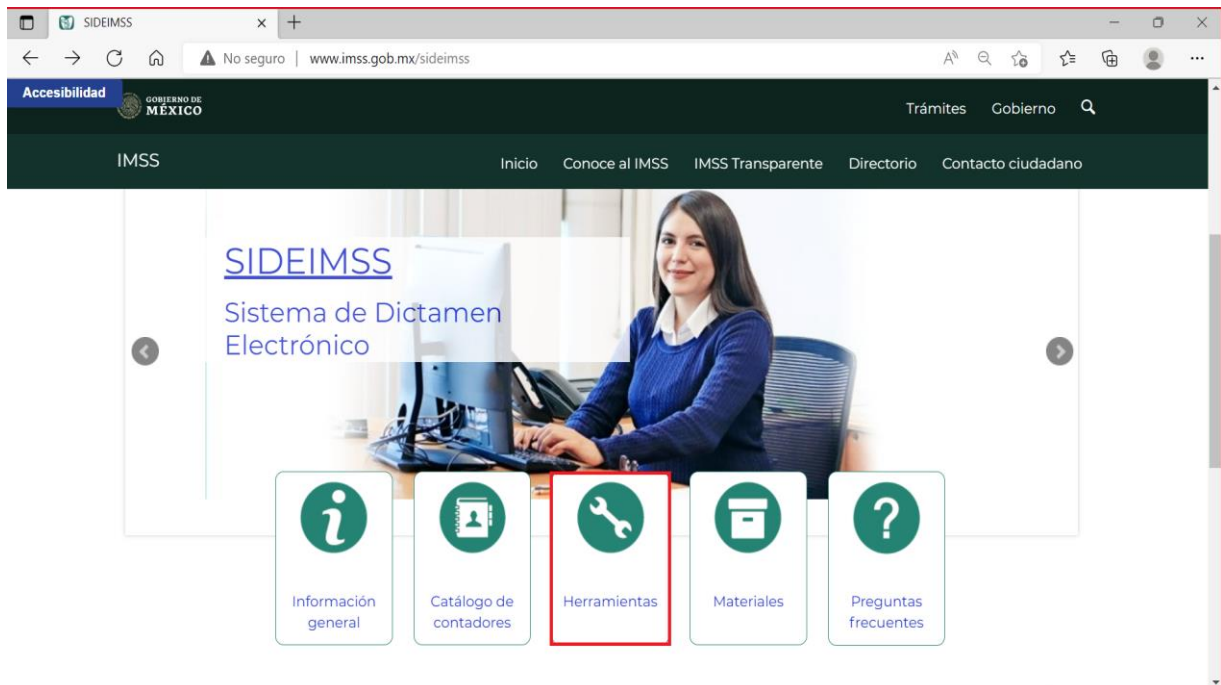 SIDEIMSS
No seguro | www.imss.gob.mx/sideimss
Accesibilidad
GOBIERNO DE
MÉXICO
Trámites Gobierno
IMSS
Inicio Conoce al IMSS IMSS Transparente Directorio Contacto ciudadano
SIDEIMSS
Sistema de Dictamen
Electrónico
Información
general
Catálogo de
contadores
Herramientas
Materiales
Preguntas
frecuentes